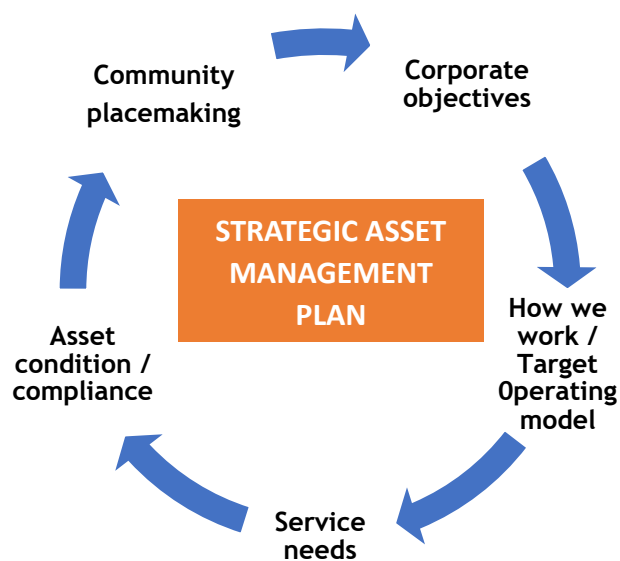 Community
placemaking
Corporate
objectives
STRATEGIC ASSET
MANAGEMENT
PLAN
How we
work /
Target
0perating
model
Asset
condition /
compliance
Service
needs